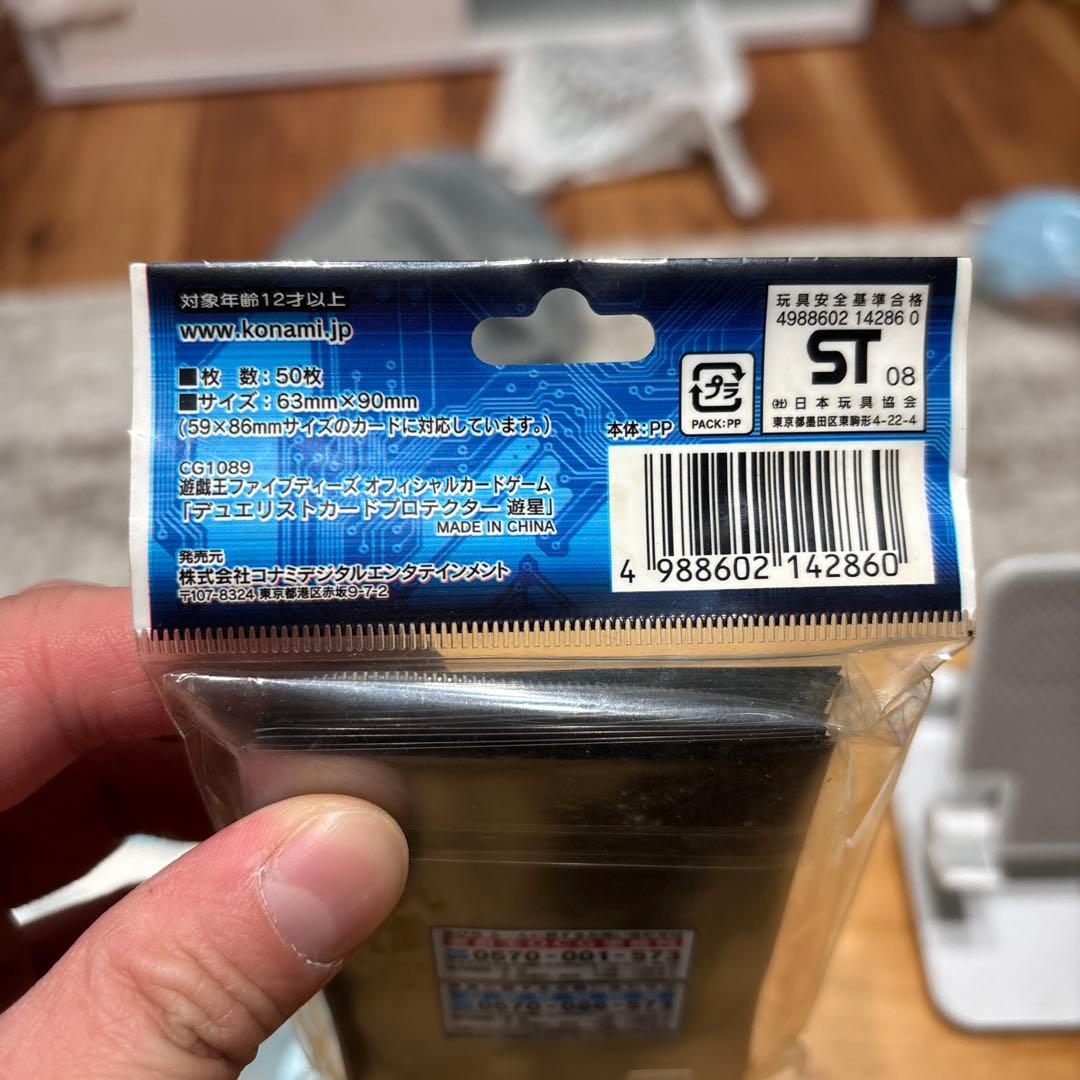 対象年齢12才以上
www.konami.jp
■枚 数：50枚
■サイズ：63mm×90mm
(59×86mmサイズのカードに対応しています。)
CG1089
遊戯王ファイブディーズ オフィシャルカードゲーム
「デュエリストカードプロテクター 遊星」
MADE IN CHINA
発売元
株式会社コナミデジタルエンタテインメント
〒107-8324 東京都港区赤坂9-7-2
プラ
PACK:PP
本体:PP
玩具安全基準合格
4988602 14286 0
ST 08
(社)日本玩具協会
東京都墨田区東駒形4-22-4
4 988602 142860
0570-001-573